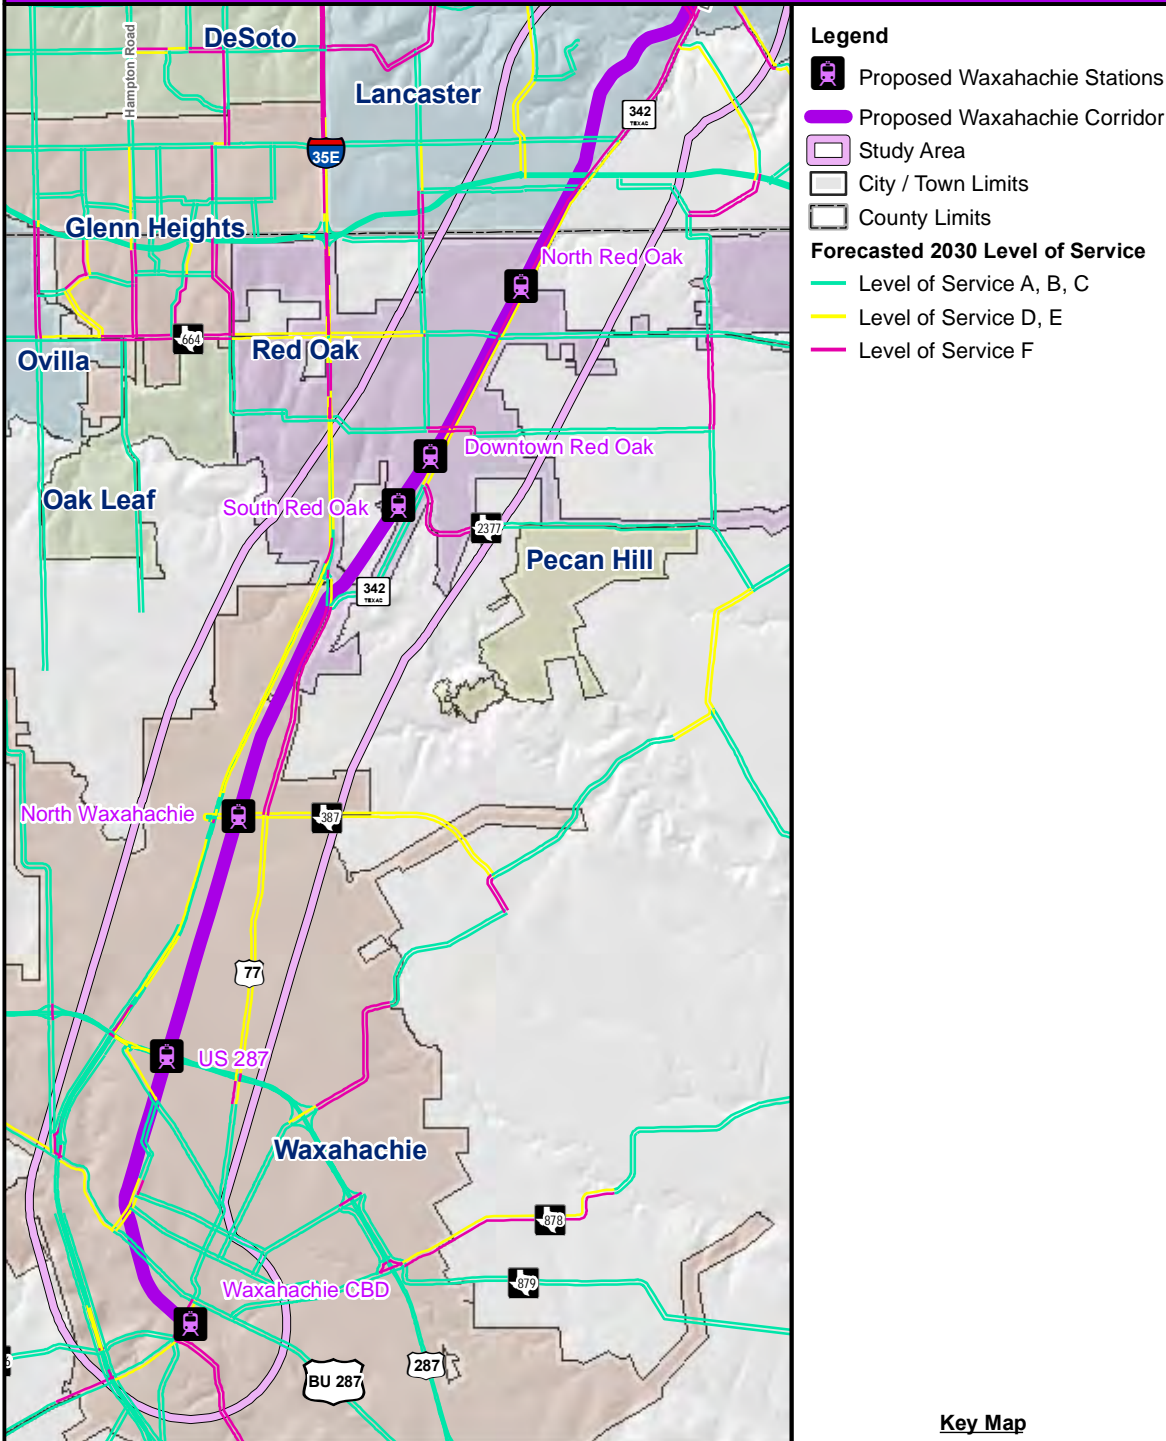 DeSoto
Hampton Road
Lancaster
342
TEXAS
35E
Glenn Heights
North Red Oak
664
Red Oak
Ovilla
Downtown Red Oak
Oak Leaf
South Red Oak
2377
Pecan Hill
342
TEXAS
North Waxahachie
387
77
US 287
Waxahachie
878
879
Waxahachie CBD
287
BU 287
Legend
Proposed Waxahachie Stations
Proposed Waxahachie Corridor
Study Area
City / Town Limits
County Limits
Forecasted 2030 Level of Service
Level of Service A, B, C
Level of Service D, E
Level of Service F
Key Map